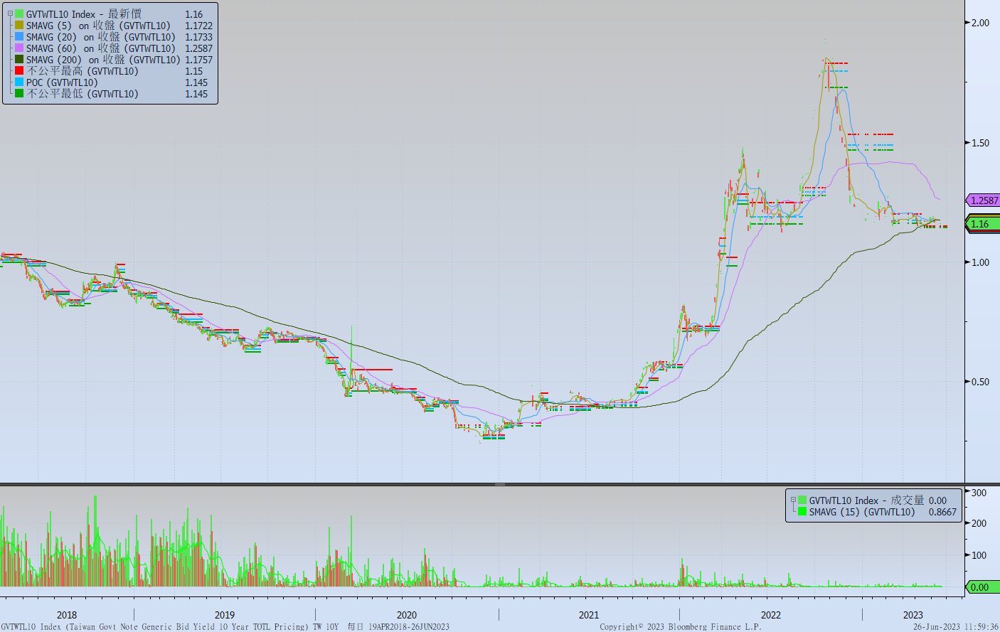 GVTWTL10 Index - 最新價 1.16
SMAVG (5) on 收盤 (GVTWTL10) 1.1722
SMAVG (20) on 收盤 (GVTWTL10) 1.1733
SMAVG (60) on 收盤 (GVTWTL10) 1.2587
SMAVG (200) on 收盤 (GVTWTL10) 1.1757
不公平最高 (GVTWTL10) 1.15
POC (GVTWTL10) 1.145
不公平最低 (GVTWTL10) 1.145
2.00
1.50
1.2587
1.16
1.00
0.50
GVTWTL10 Index - 成交量 0.00
SMAVG (15) (GVTWTL10) 0.8667
300
200
100
0.00
2018 2019 2020 2021 2022 2023
GVTWTL10 Index (Taiwan Govt Note Generic Bid Yield 10 Year TOTL Pricing) TW 10Y 每日 19APR2018-26JUN2023 Copyright© 2023 Bloomberg Finance L.P. 26-Jun-2023 11:59:36